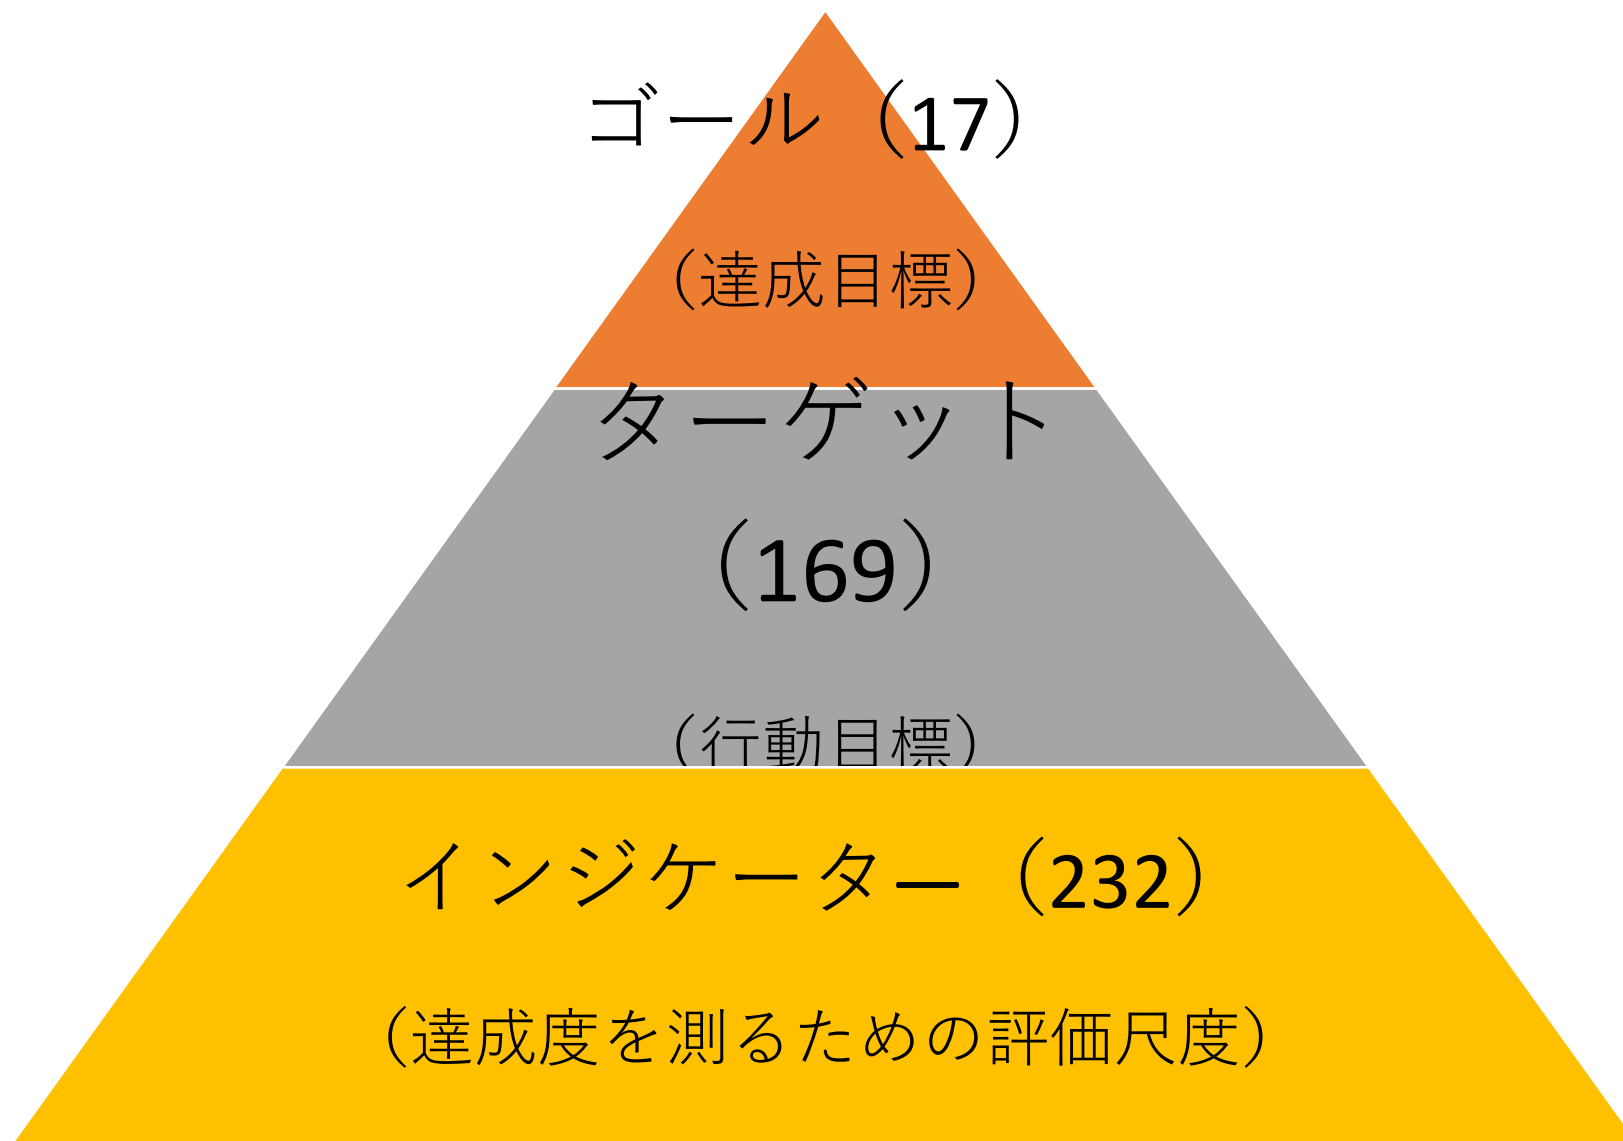 ゴール（17）
（達成目標）
ターゲット
（169）
（行動目標）
インジケーター（232）
（達成度を測るための評価尺度）